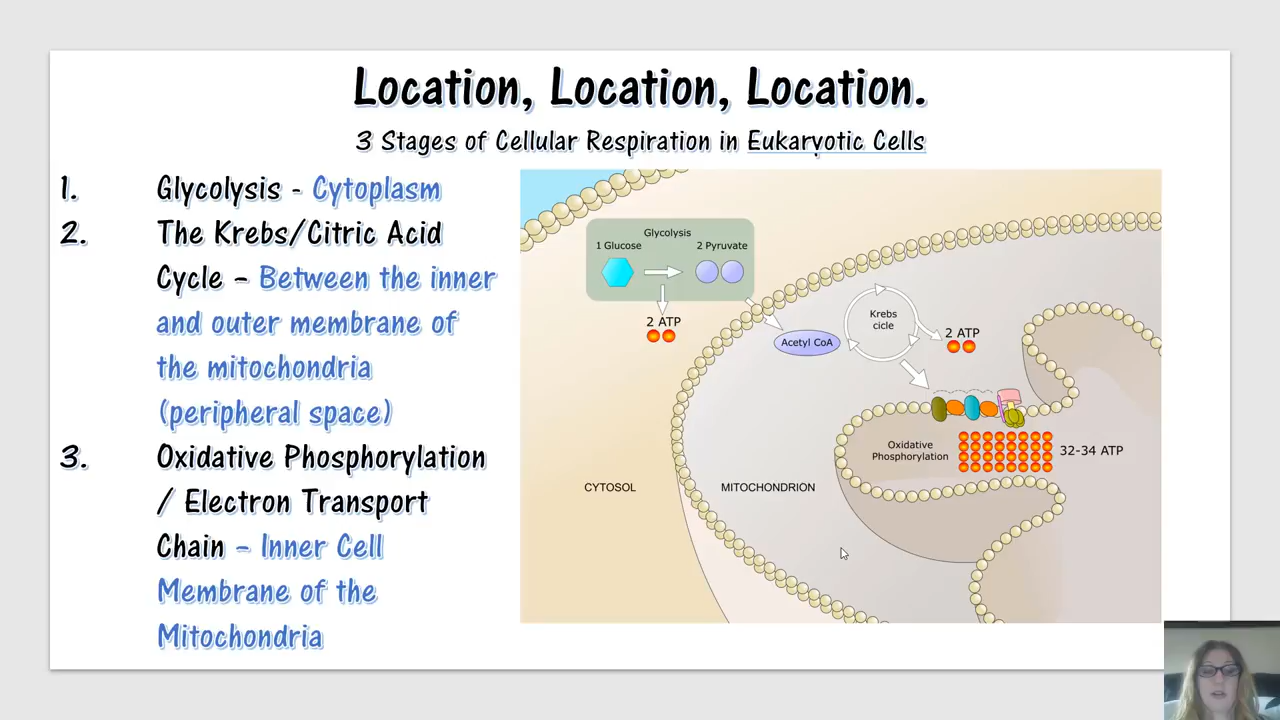 Location, Location, Location.
3 Stages of Cellular Respiration in Eukaryotic Cells
1. Glycolysis - Cytoplasm
2. The Krebs/Citric Acid
Cycle – Between the inner
and outer membrane of
the mitochondria
(peripheral space)
3. Oxidative Phosphorylation
/ Electron Transport
Chain – Inner Cell
Membrane of the
Mitochondria
Glycolysis
1 Glucose 2 Pyruvate
2 ATP
Acetyl CoA
Krebs
cicle
2 ATP
Oxidative
Phosphorylation
32-34 ATP
CYTOSOL
MITOCHONDRION